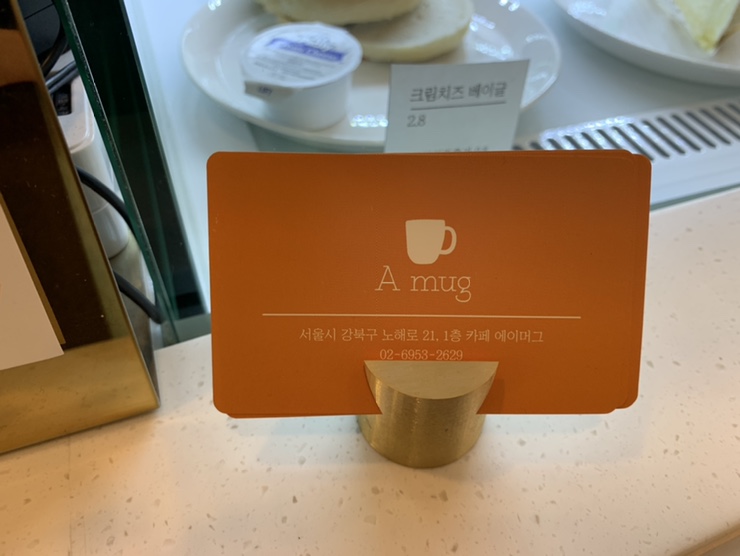 크림치즈 베이글
2.8
A mug
서울시 강북구 노해로 21, 1층 카페 에이머그
02-6953-2629